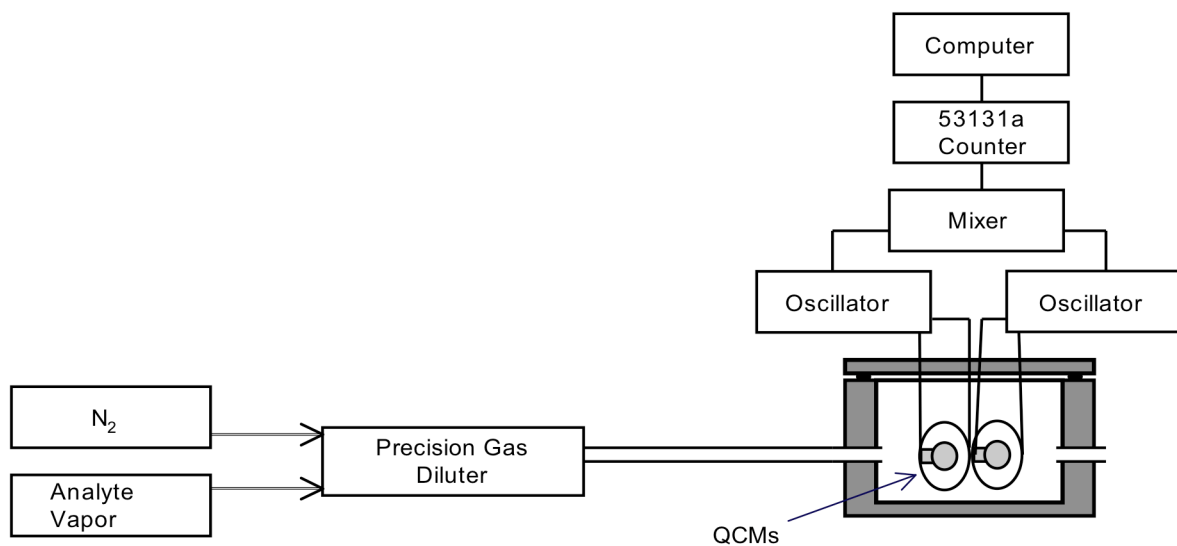 Computer
53131a
Counter
Mixer
Oscillator
Oscillator
N₂
Precision Gas
Diluter
Analyte
Vapor
QCMs